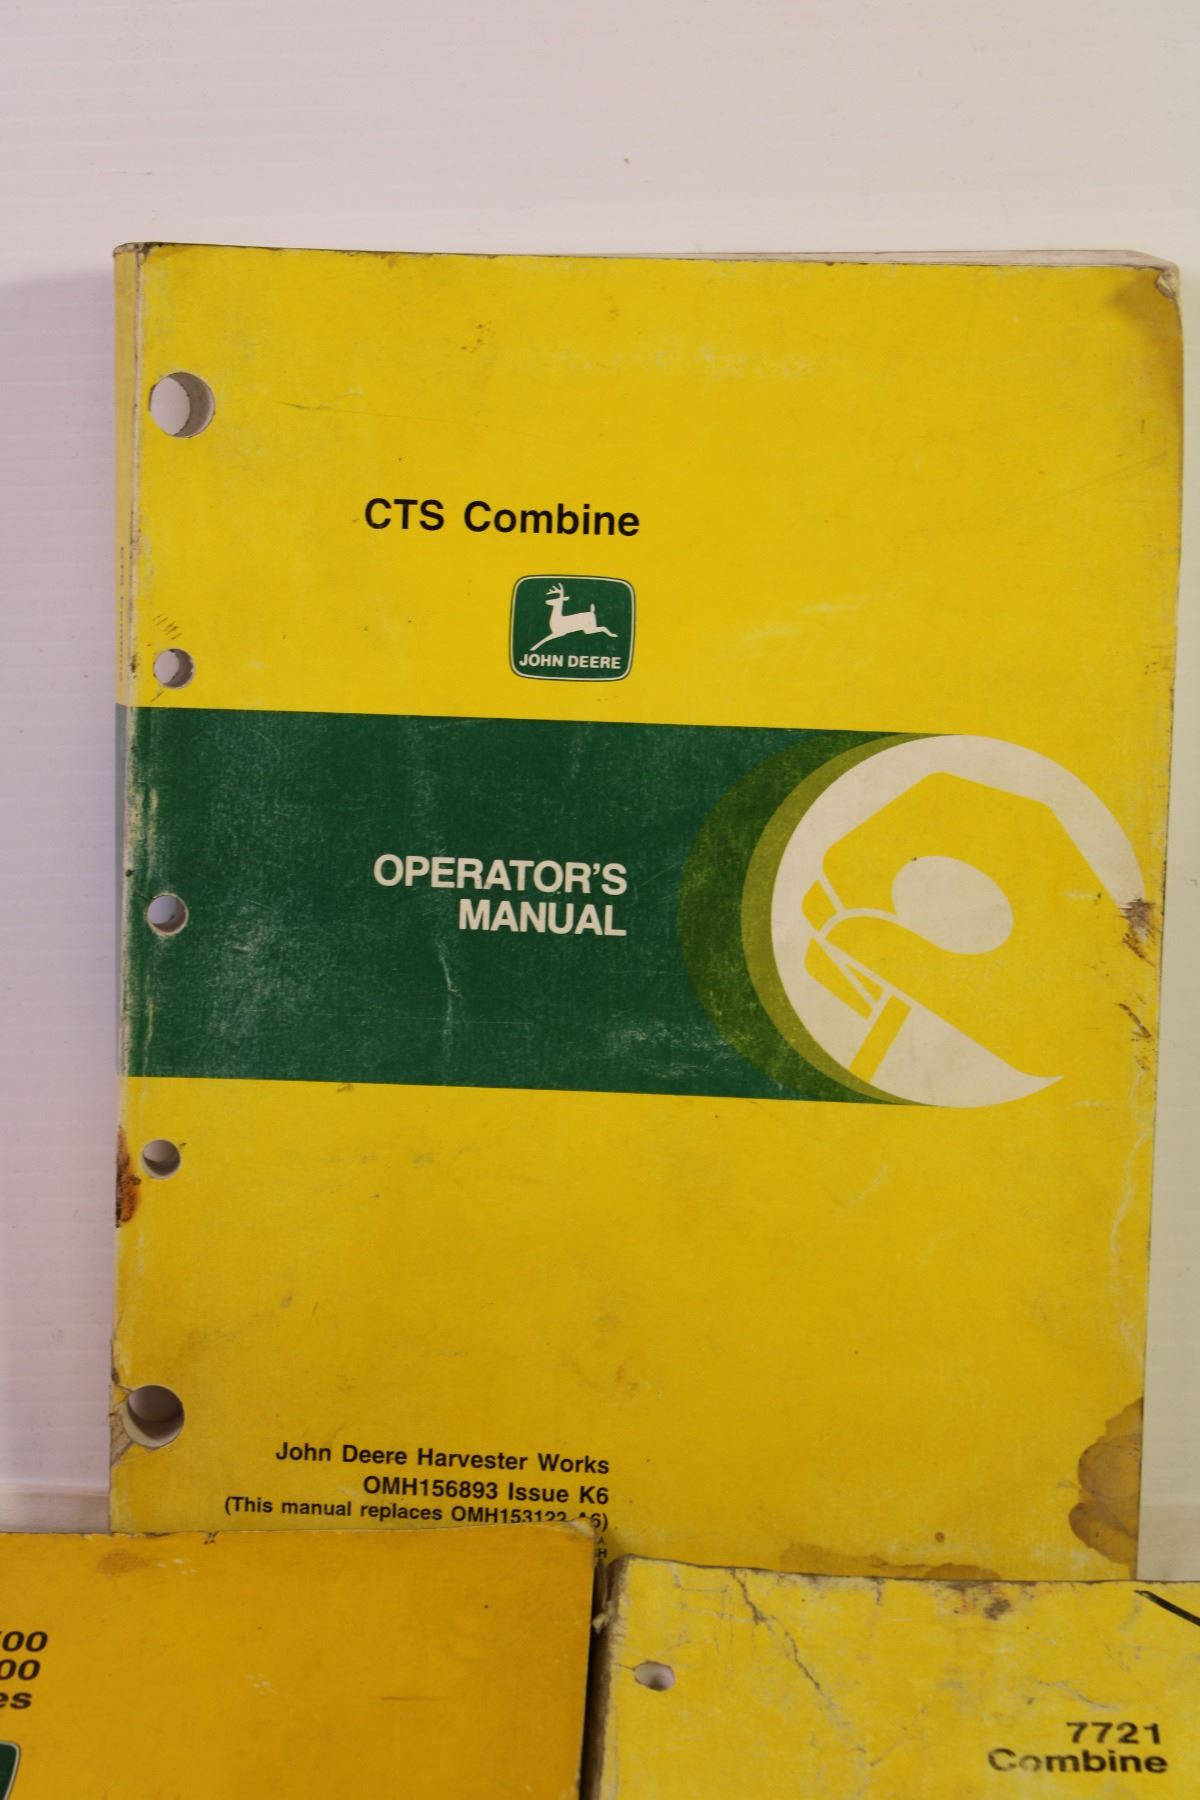 CTS Combine
JOHN DEERE
OPERATOR'S
MANUAL
John Deere Harvester Works
OMH156893 Issue K6
(This manual replaces OMH153122 A6)
7721
Combine